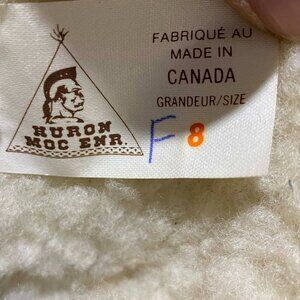 HURON
MOC ENR.
FABRIQUÉ AU
MADE IN
CANADA
GRANDEUR/SIZE
F 8